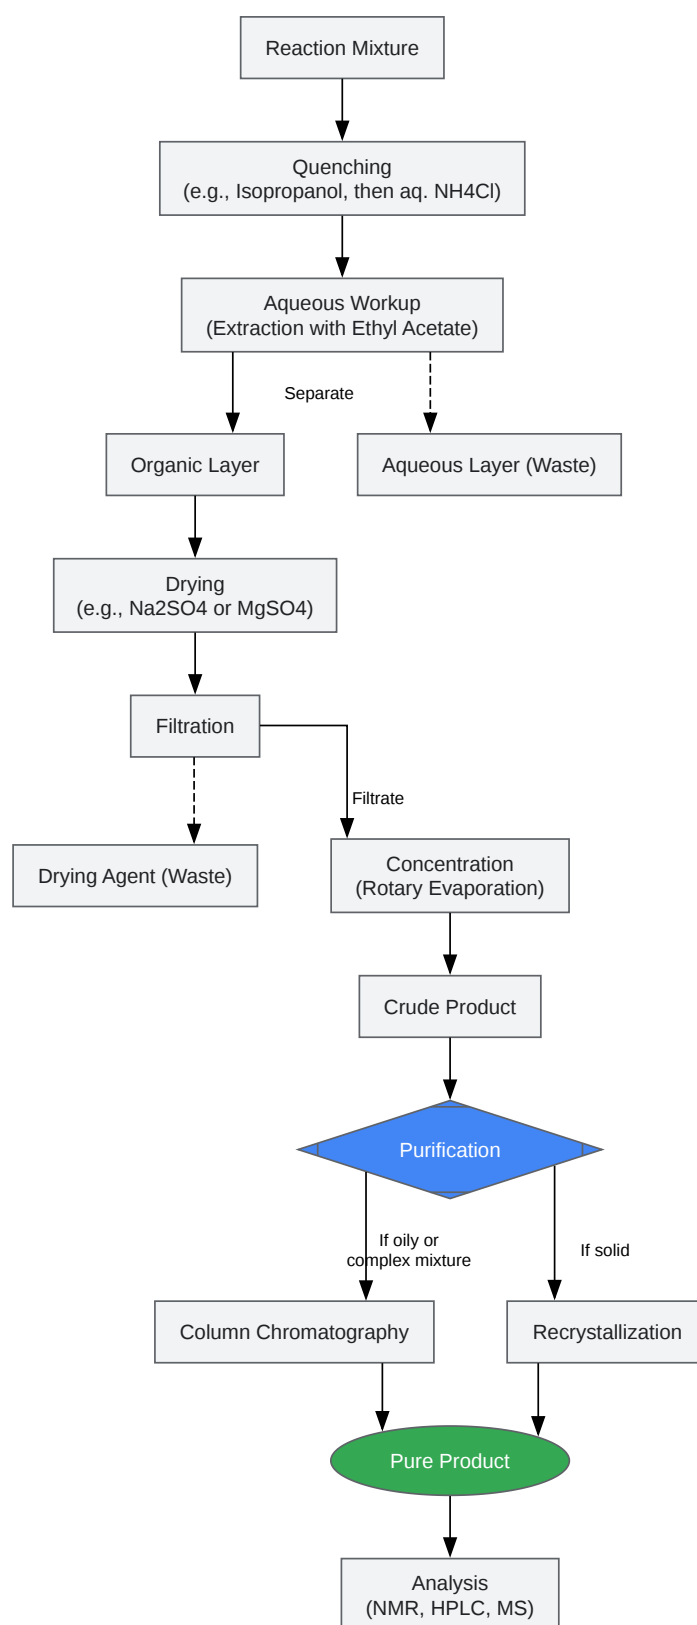 Reaction Mixture
Quenching
(e.g., Isopropanol, then aq. NH4Cl)
Aqueous Workup
(Extraction with Ethyl Acetate)
Separate
Organic Layer
Aqueous Layer (Waste)
Drying
(e.g., Na2SO4 or MgSO4)
Filtration
Filtrate
Drying Agent (Waste)
Concentration
(Rotary Evaporation)
Crude Product
Purification
If oily or
complex mixture
If solid
Column Chromatography
Recrystallization
Pure Product
Analysis
(NMR, HPLC, MS)